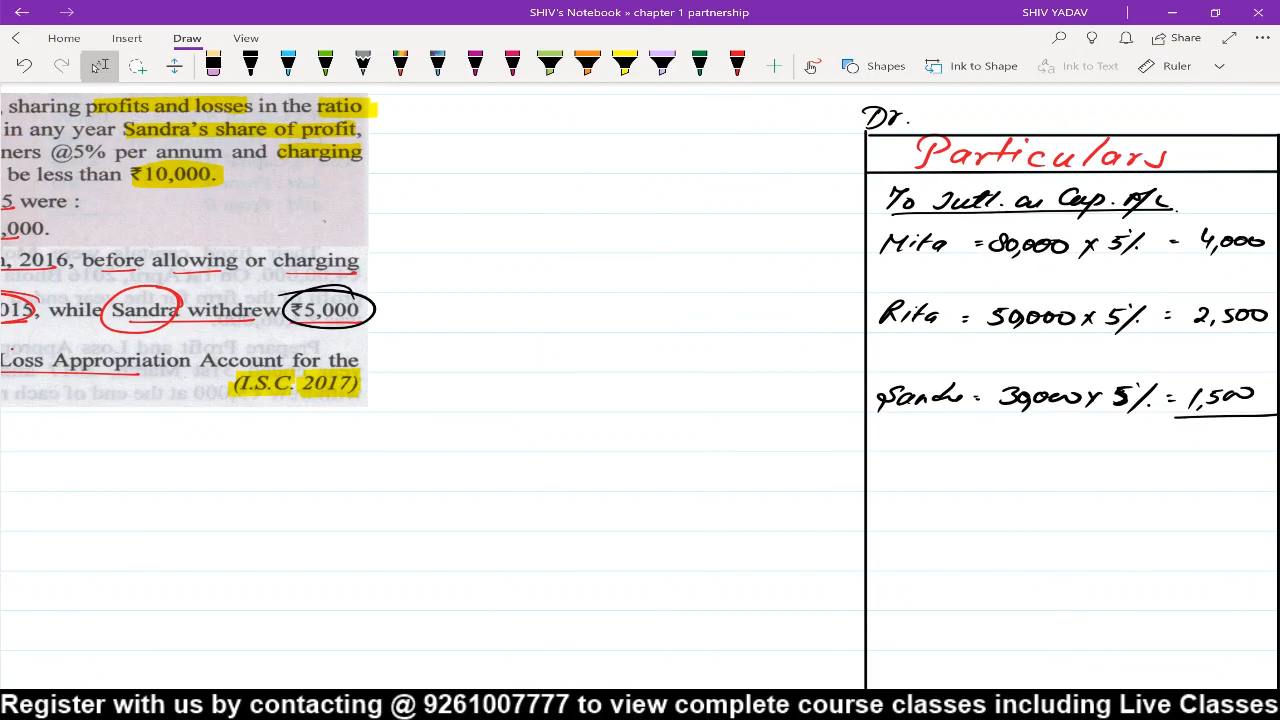 SHIV's Notebook » chapter 1 partnership
SHIV YADAV
Home Insert Draw View
Share
Shapes
Ink to Shape
Ink to Text
Ruler
, sharing profits and losses in the ratio
in any year Sandra's share of profit,
ners @5% per annum and charging
be less than ₹10,000.
5 were :
,000.
h, 2016, before allowing or charging
015, while Sandra withdrew ₹5,000
Loss Appropriation Account for the
(I.S.C. 2017)
Dr.
Particulars
To Intt. on Cap. A/c
Mita = 80,000 x 5% = 4,000
Rita = 50,000 x 5% = 2,500
= 30,000 x 5% = 1,500
Register with us by contacting @ 9261007777 to view complete course classes including Live Classes